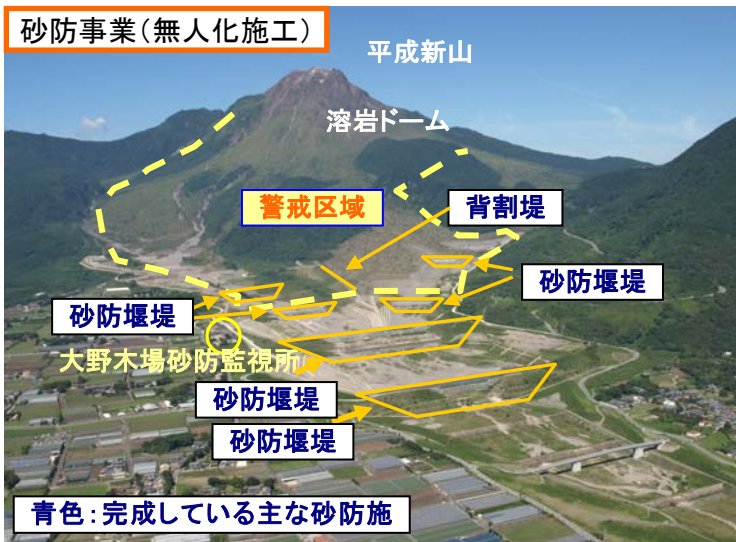 砂防事業（無人化施工）
平成新山
溶岩ドーム
警戒区域
背割堤
砂防堰堤
砂防堰堤
大野木場砂防監視所
砂防堰堤
砂防堰堤
青色：完成している主な砂防施